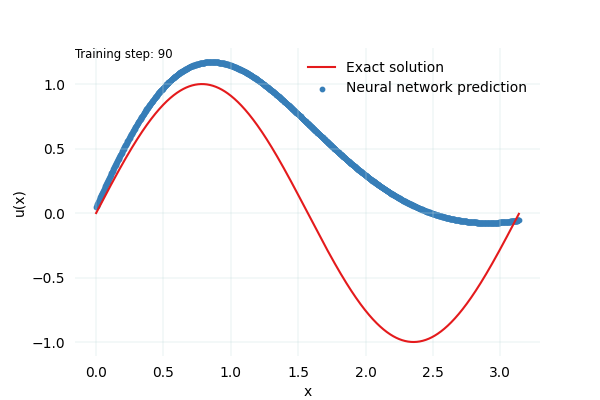 Training step: 90
Exact solution
Neural network prediction
1.0
0.5
0.0
−0.5
−1.0
u(x)
0.0 0.5 1.0 1.5 2.0 2.5 3.0
x